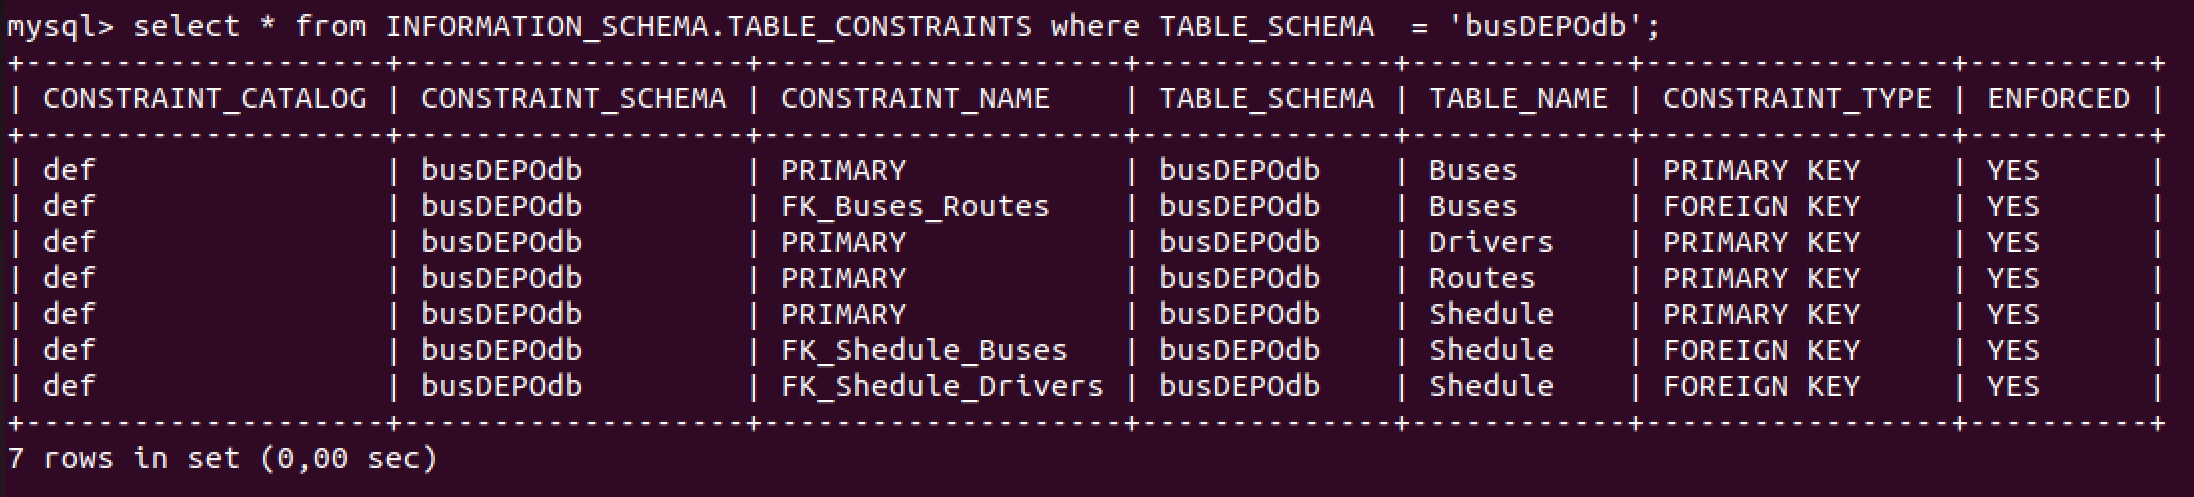 mysql> select * from INFORMATION_SCHEMA.TABLE_CONSTRAINTS where TABLE_SCHEMA  = 'busDEPOdb';
+--------------------+-------------------+--------------------+--------------+------------+-----------------+----------+
| CONSTRAINT_CATALOG | CONSTRAINT_SCHEMA | CONSTRAINT_NAME    | TABLE_SCHEMA | TABLE_NAME | CONSTRAINT_TYPE | ENFORCED |
+--------------------+-------------------+--------------------+--------------+------------+-----------------+----------+
| def                | busDEPOdb         | PRIMARY            | busDEPOdb    | Buses      | PRIMARY KEY     | YES      |
| def                | busDEPOdb         | FK_Buses_Routes    | busDEPOdb    | Buses      | FOREIGN KEY     | YES      |
| def                | busDEPOdb         | PRIMARY            | busDEPOdb    | Drivers    | PRIMARY KEY     | YES      |
| def                | busDEPOdb         | PRIMARY            | busDEPOdb    | Routes     | PRIMARY KEY     | YES      |
| def                | busDEPOdb         | PRIMARY            | busDEPOdb    | Shedule    | PRIMARY KEY     | YES      |
| def                | busDEPOdb         | FK_Shedule_Buses   | busDEPOdb    | Shedule    | FOREIGN KEY     | YES      |
| def                | busDEPOdb         | FK_Shedule_Drivers | busDEPOdb    | Shedule    | FOREIGN KEY     | YES      |
+--------------------+-------------------+--------------------+--------------+------------+-----------------+----------+
7 rows in set (0,00 sec)